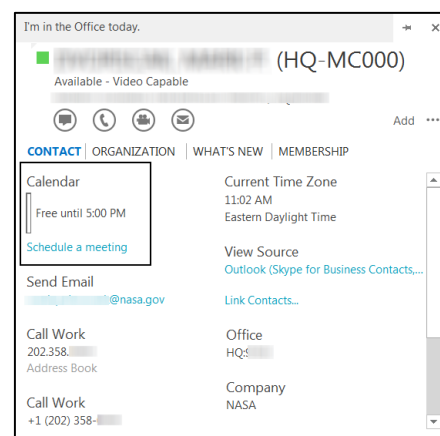 I'm in the Office today.
(HQ-MC000)
Available - Video Capable
Add
CONTACT ORGANIZATION WHAT'S NEW MEMBERSHIP
Calendar
Free until 5:00 PM
Schedule a meeting
Send Email
@nasa.gov
Call Work
202.358.
Address Book
Call Work
+1 (202) 358-
Current Time Zone
11:02 AM
Eastern Daylight Time
View Source
Outlook (Skype for Business Contacts,...
Link Contacts...
Office
HQ:
Company
NASA